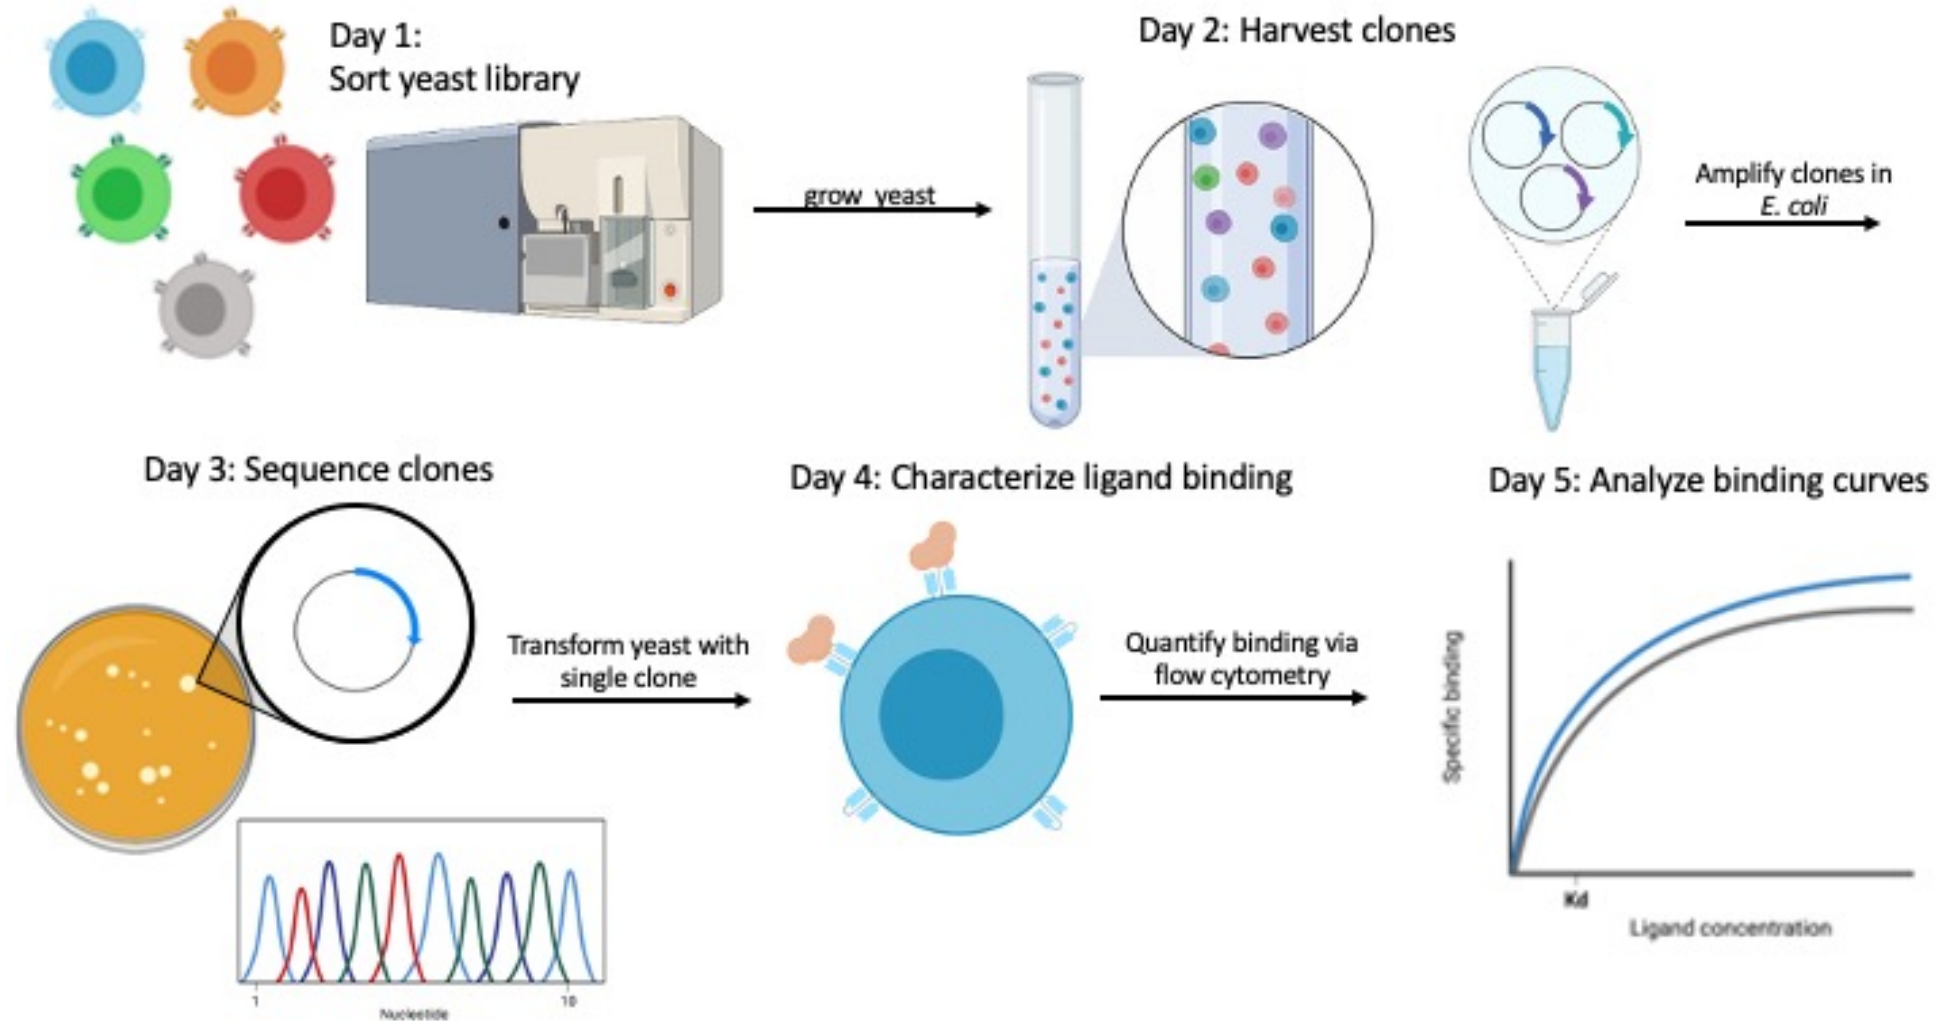 Day 1:
Sort yeast library
grow yeast
Day 2: Harvest clones
Amplify clones in
E. coli
Day 3: Sequence clones
1
10
Nucleotide
Transform yeast with
single clone
Day 4: Characterize ligand binding
Quantify binding via
flow cytometry
Day 5: Analyze binding curves
Specific binding
Kd
Ligand concentration